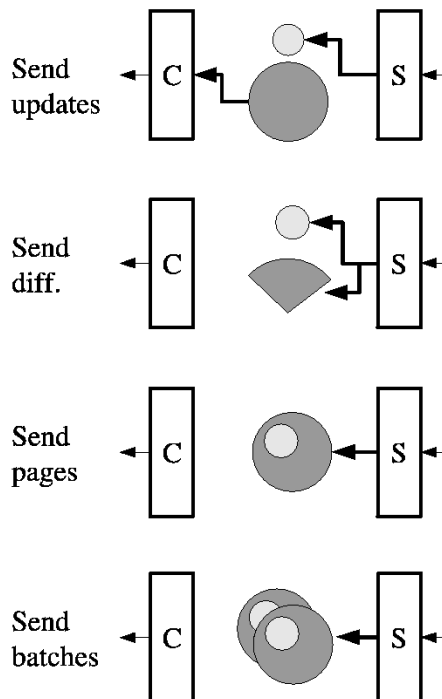 Send
updates
C
S
Send
diff.
C
S
Send
pages
C
S
Send
batches
C
S